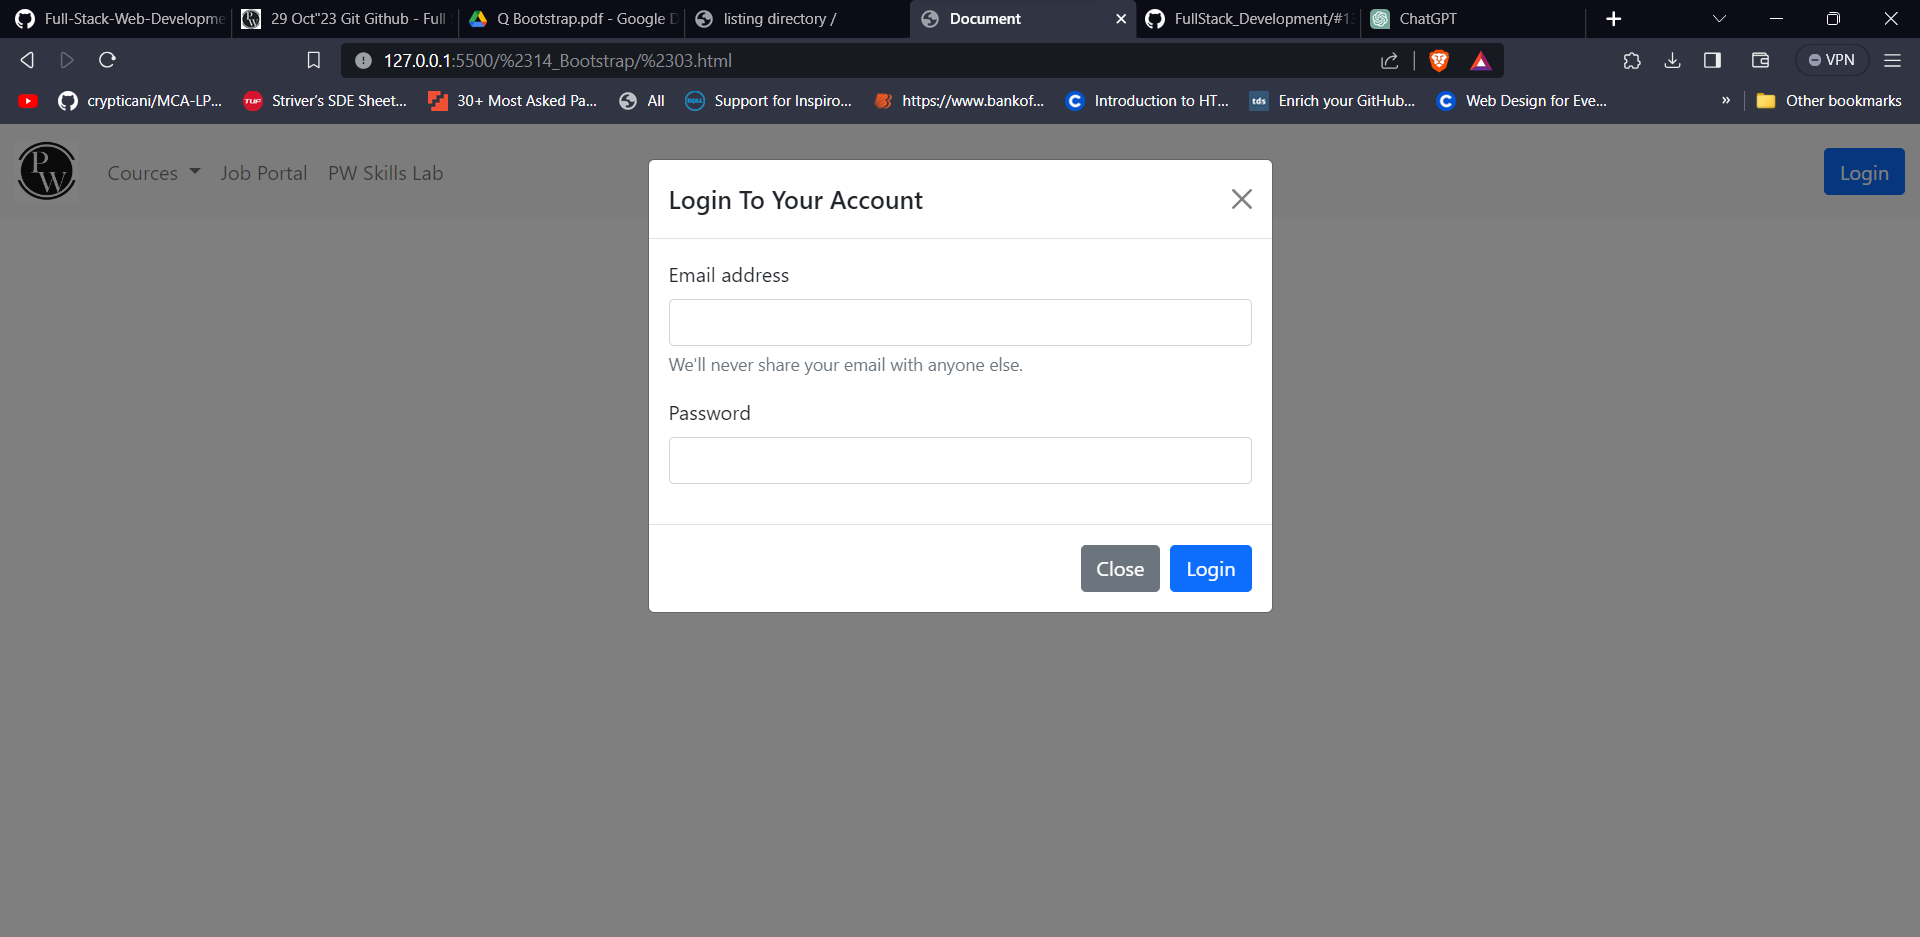 Full-Stack-Web-Developme
29 Oct"23 Git Github - Full
Q Bootstrap.pdf - Google D
listing directory /
Document
FullStack_Development/#1
ChatGPT
127.0.0.1:5500/%2314_Bootstrap/%2303.html
VPN
crypticani/MCA-LP...
TUF
Striver's SDE Sheet...
30+ Most Asked Pa...
All
DELL
Support for Inspiro...
https://www.bankof...
C
Introduction to HT...
tds
Enrich your GitHub...
C
Web Design for Eve...
»
Other bookmarks
PW
Cources
Job Portal
PW Skills Lab
Login
Login To Your Account
Email address
We'll never share your email with anyone else.
Password
Close
Login